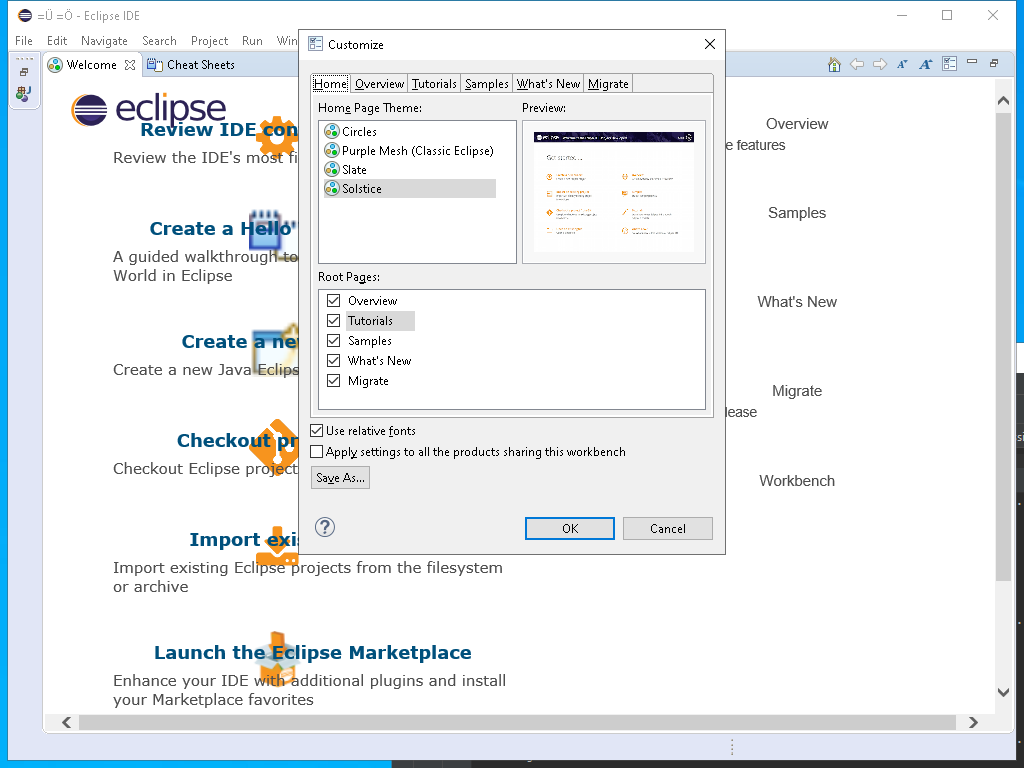 =Ü =Ö - Eclipse IDE
File Edit Navigate Search Project Run Win
Customize
Welcome Cheat Sheets
Home Overview Tutorials Samples What's New Migrate
Home Page Theme: Preview:
Circles
Purple Mesh (Classic Eclipse)
Slate
Solstice
Root Pages:
Overview
Tutorials
Samples
What's New
Migrate
Use relative fonts
Apply settings to all the products sharing this workbench
Save As...
OK Cancel
eclipse
Review IDE con
Review the IDE's most fi
Create a Hello
A guided walkthrough to
World in Eclipse
Create a new
Create a new Java Eclips
Checkout pr
Checkout Eclipse project
Import exis
Import existing Eclipse projects from the filesystem
or archive
Launch the Eclipse Marketplace
Enhance your IDE with additional plugins and install
your Marketplace favorites
Overview
e features
Samples
What's New
Migrate
lease
Workbench